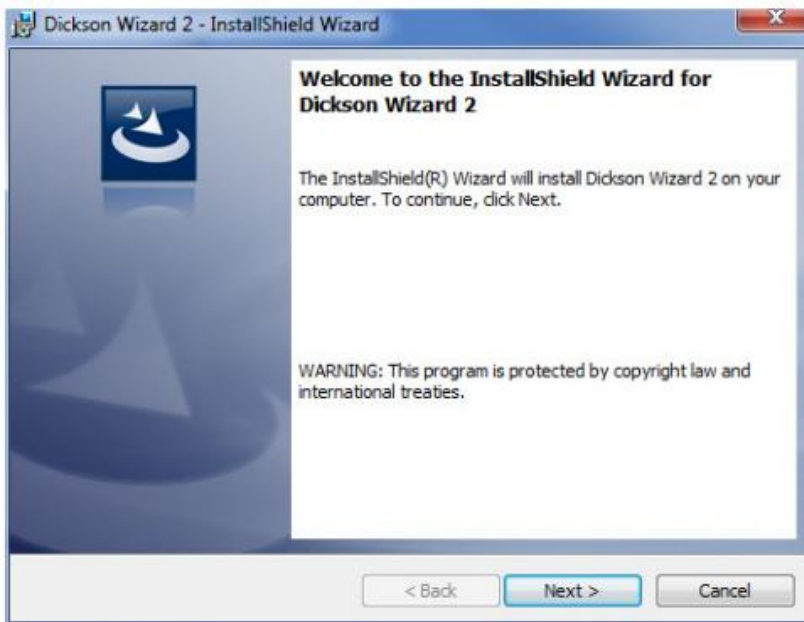 Dickson Wizard 2 - InstallShield Wizard
Welcome to the InstallShield Wizard for
Dickson Wizard 2
The InstallShield(R) Wizard will install Dickson Wizard 2 on your
computer. To continue, click Next.
WARNING: This program is protected by copyright law and
international treaties.
< Back Next > Cancel